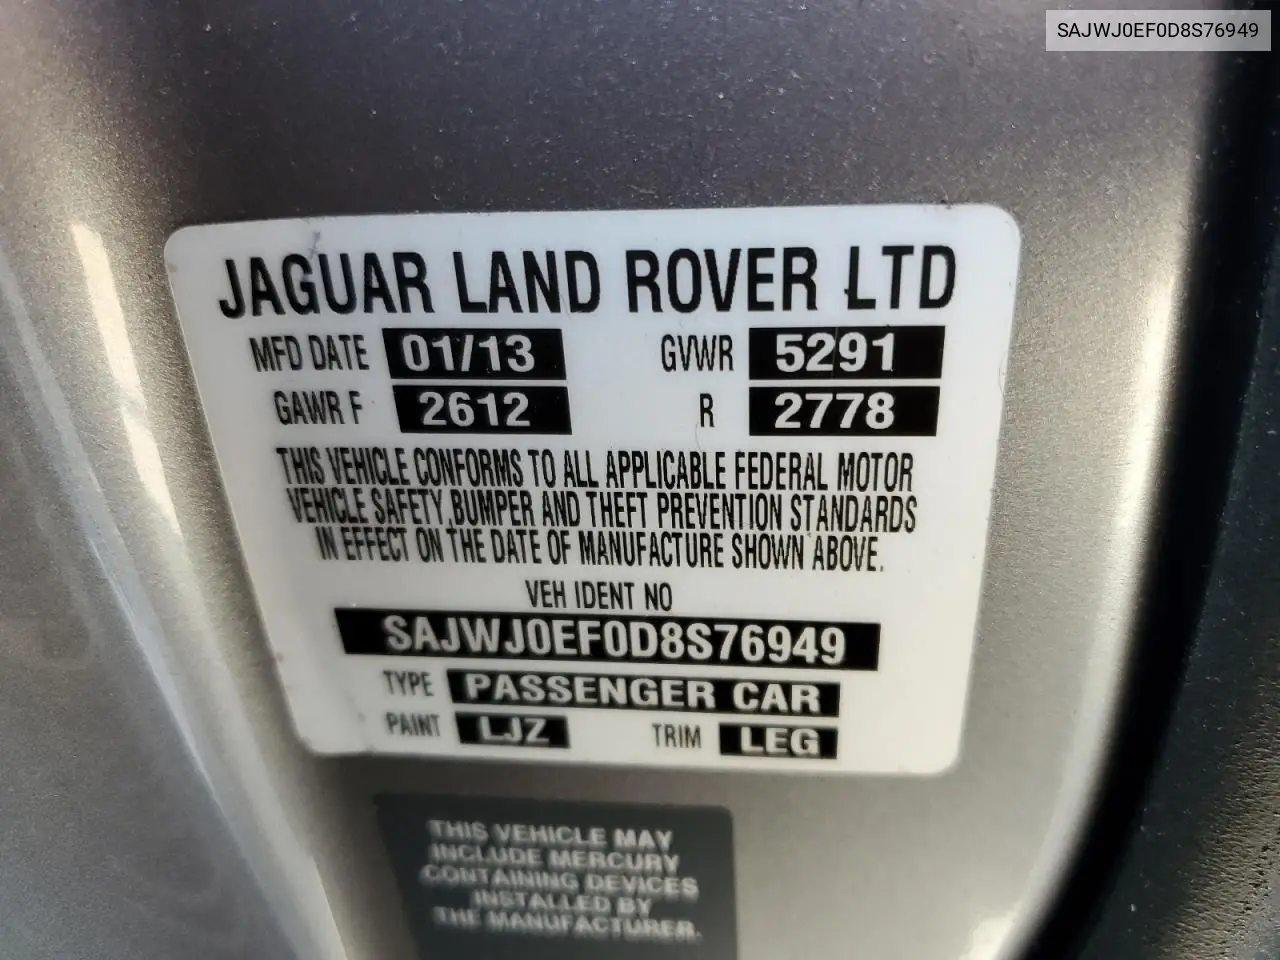 SAJWJ0EF0D8S76949
JAGUAR LAND ROVER LTD
MFD DATE 01/13 GVWR 5291
GAWR F 2612 R 2778
THIS VEHICLE CONFORMS TO ALL APPLICABLE FEDERAL MOTOR
VEHICLE SAFETY, BUMPER AND THEFT PREVENTION STANDARDS
IN EFFECT ON THE DATE OF MANUFACTURE SHOWN ABOVE.
VEH IDENT NO
SAJWJ0EF0D8S76949
TYPE PASSENGER CAR
PAINT LJZ TRIM LEG
THIS VEHICLE MAY
INCLUDE MERCURY
CONTAINING DEVICES
INSTALLED BY
THE MANUFACTURER.